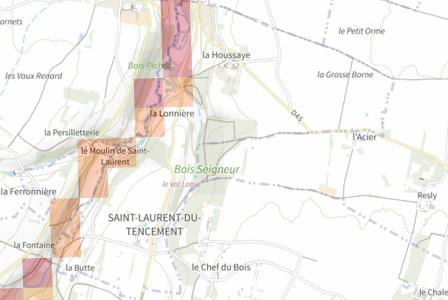 ornets
le Petit Orme
la Houssaye
Bois Pichot
les Vaux Renard
la Grosse Borne
la Lonnière
D45
la Persilletterie
l'Acier
le Moulin de Saint-
Laurent
Bois Seigneur
le Val Larue
la Ferronnière
Resly
SAINT-LAURENT-DU-
TENCEMENT
la Fontaine
la Butte
le Chef du Bois
le Chale